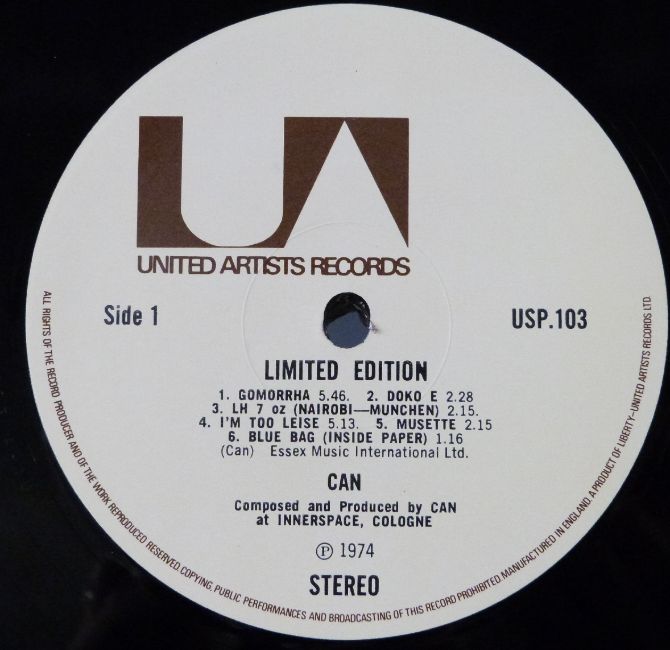 UA
UNITED ARTISTS RECORDS
Side 1
USP.103
LIMITED EDITION
1. GOMORRHA 5.46. 2. DOKO E 2.28
3. LH 7 oz (NAIROBI—MUNCHEN) 2.15.
4. I'M TOO LEISE 5.13. 5. MUSETTE 2.15
6. BLUE BAG (INSIDE PAPER) 1.16
(Can) Essex Music International Ltd.
CAN
Composed and Produced by CAN
at INNERSPACE, COLOGNE
Ⓟ 1974
STEREO
ALL RIGHTS OF THE RECORD PRODUCER AND OF THE WORK REPRODUCED RESERVED. COPYING, PUBLIC PERFORMANCES AND BROADCASTING OF THIS RECORD PROHIBITED. MANUFACTURED IN ENGLAND. A PRODUCT OF LIBERTY–UNITED ARTISTS RECORDS LTD.